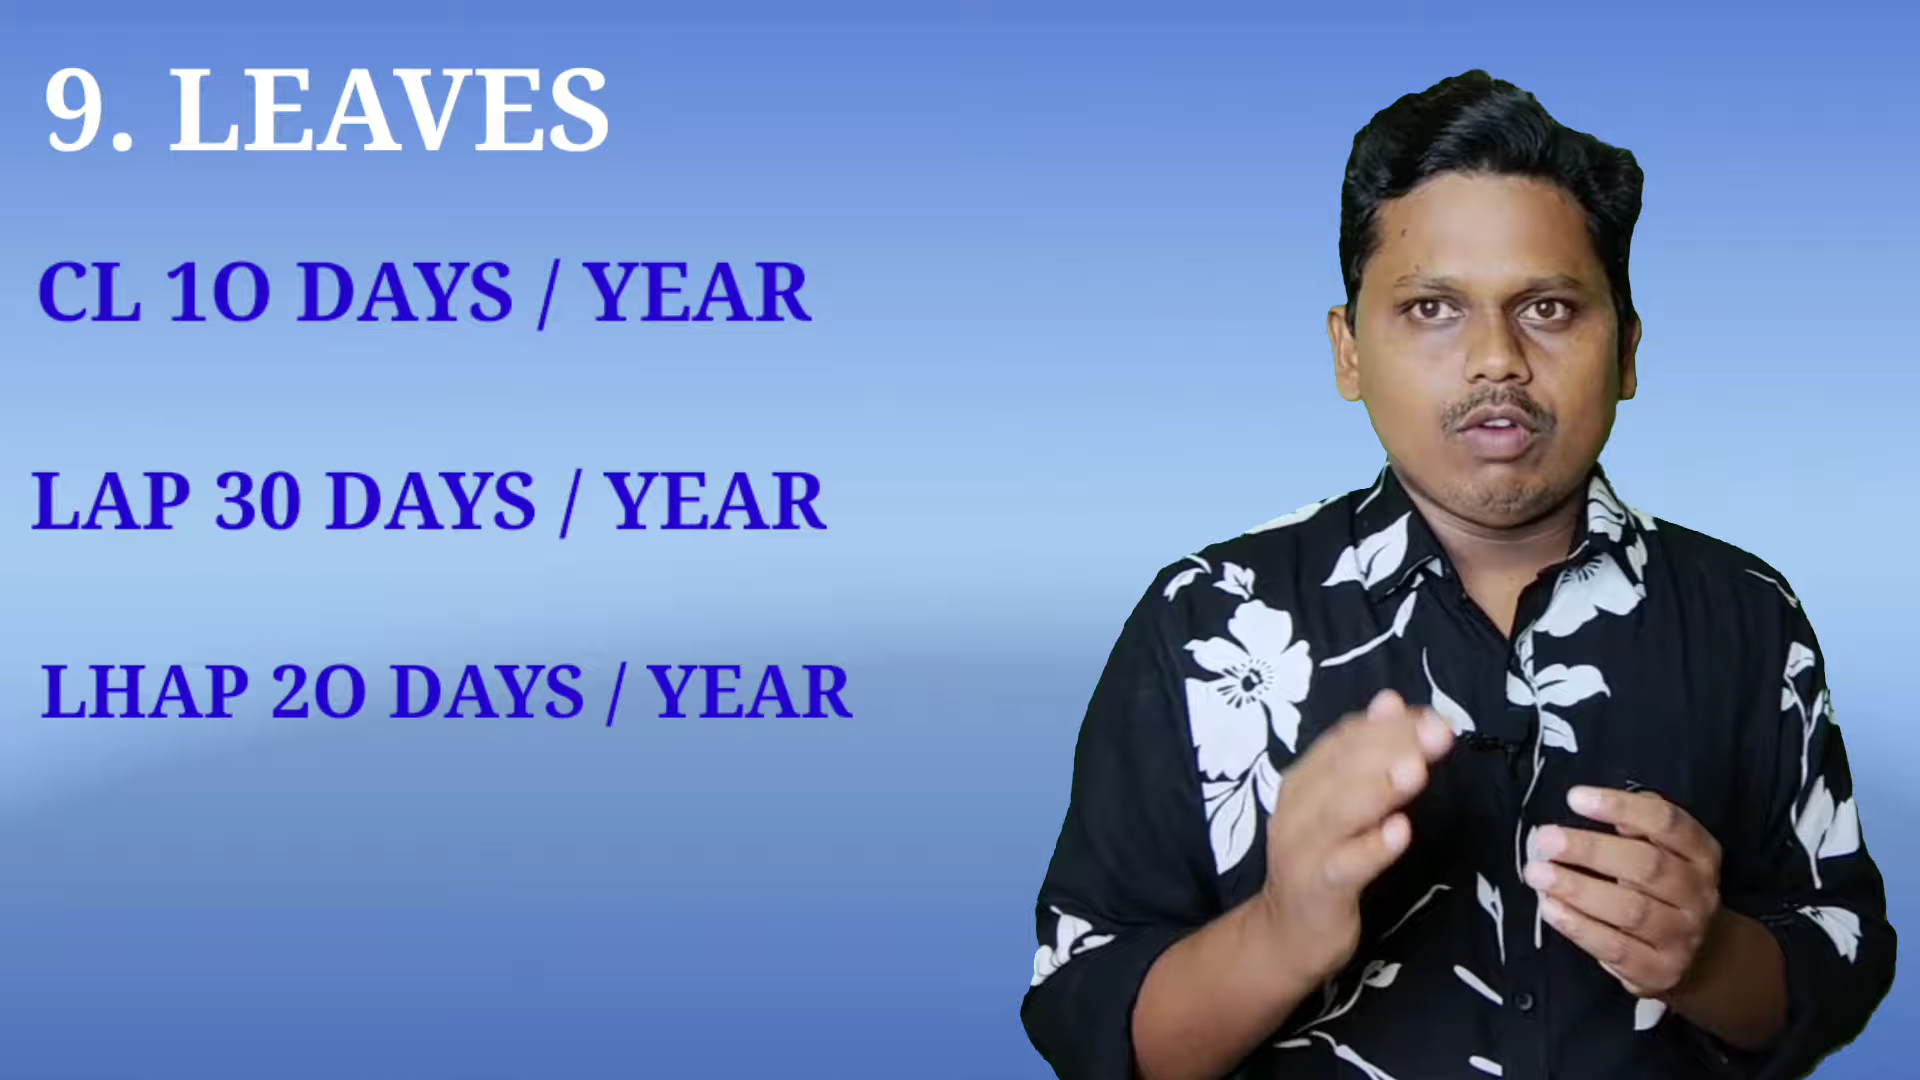 9. LEAVES
CL 1O DAYS / YEAR
LAP 30 DAYS / YEAR
LHAP 2O DAYS / YEAR